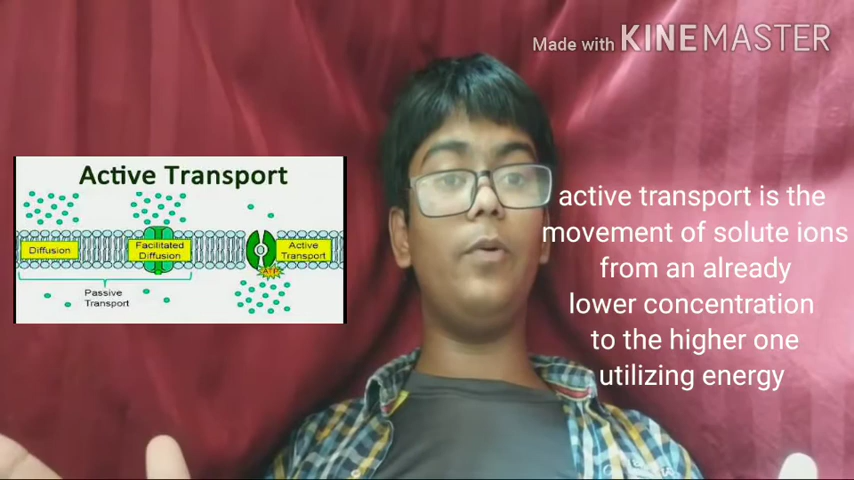 Made with KINEMASTER
Active Transport
Diffusion
Facilitated
Diffusion
Active
Transport
ATP
Passive
Transport
active transport is the
movement of solute ions
from an already
lower concentration
to the higher one
utilizing energy